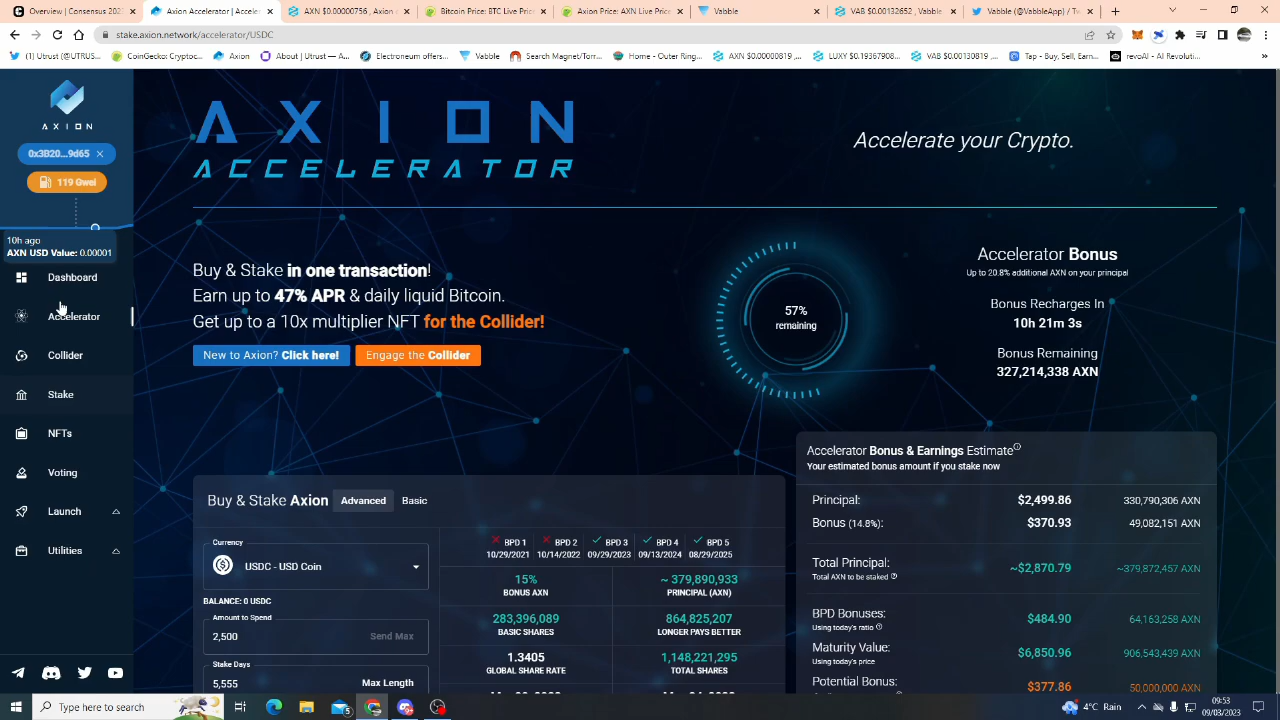 Overview - Dis
Axion
AXN $0.00000756
Bitcoin Price: BTC Live Pric
Axion Price: AXN Live Price
Vabble
VAB $0.00132652
Vabble (@VabbleApp) / Tw
stake.axion.network/accelerator/USDC
(1) Utrust (@UTRUST)
CoinGecko: Cryptocu...
Axion
About | Utrust — A...
Electroneum offers...
Vabble
Search Magnet/Torr...
Home - Outer Ring...
AXN $0.00000811...
LUXY $0.19367908...
VAB $0.00130819...
Tap - Buy, Sell, Earn...
revoAI - AI Revoluti...
AXION
0x3B20...9d65
119 Gwei
10h ago
AXN USD Value: 0.00001
Dashboard
Accelerator
Collider
Stake
NFTs
Voting
Launch
Utilities
AXION
ACCELERATOR
Accelerate your Crypto.
Buy & Stake in one transaction!
Earn up to 47% APR & daily liquid Bitcoin.
Get up to a 10x multiplier NFT for the Collider!
New to Axion? Click here!
Engage the Collider
57%
remaining
Accelerator Bonus
Up to 20.8% additional AXN on your principal
Bonus Recharges In
10h 21m 3s
Bonus Remaining
327,214,338 AXN
Buy & Stake Axion Advanced Basic
Currency
USDC - USD Coin
BALANCE: 0 USDC
Amount to Spend
2,500 Send Max
Stake Days
5,555 Max Length
BPD 1 BPD 2 BPD 3 BPD 4 BPD 5
10/29/2021 10/14/2022 09/29/2023 09/13/2024 08/29/2025
15% ~ 379,890,933
BONUS AXN PRINCIPAL (AXN)
283,396,089 864,825,207
BASIC SHARES LONGER PAYS BETTER
1.3405 1,148,221,295
GLOBAL SHARE RATE TOTAL SHARES
Accelerator Bonus & Earnings Estimate
Your estimated bonus amount if you stake now
Principal: $2,499.86 330,790,306 AXN
Bonus (14.8%): $370.93 49,082,151 AXN
Total Principal: ~$2,870.79 ~379,872,457 AXN
Total AXN to be staked
BPD Bonuses: $484.90 64,163,258 AXN
Using today's ratio
Maturity Value: $6,850.96 906,543,439 AXN
Using today's price
Potential Bonus: $377.86 50,000,000 AXN
Type here to search
5
4°C Rain
09:53
09/03/2023